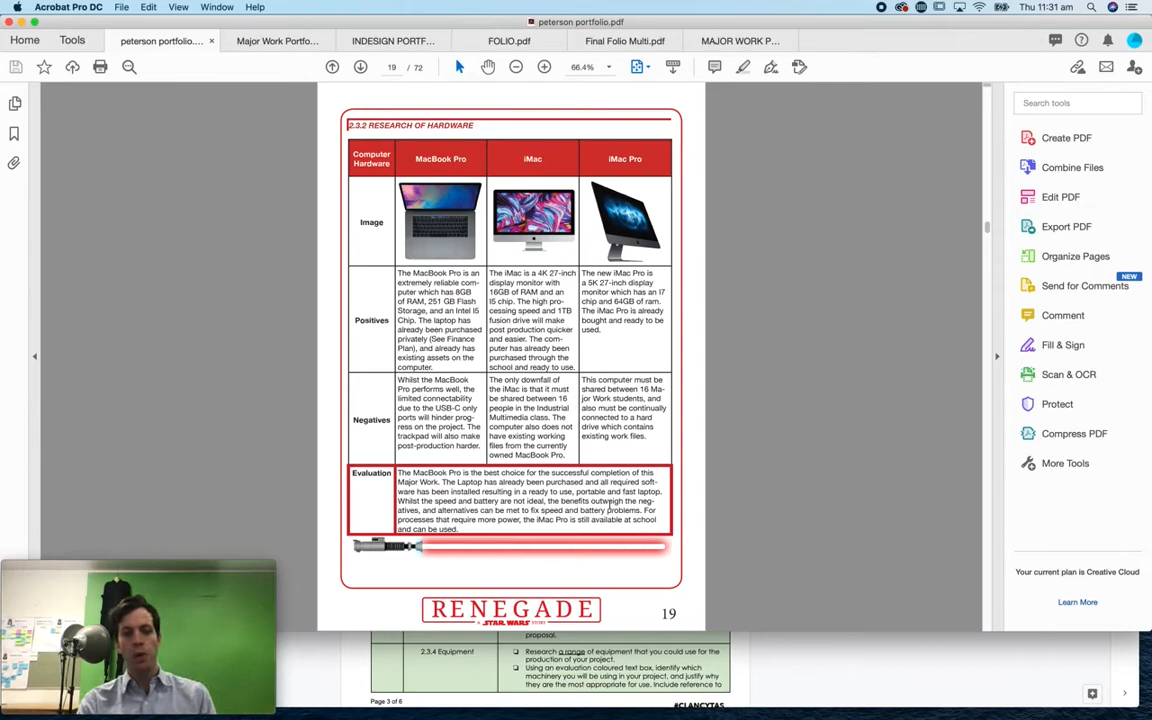 Acrobat Pro DC File Edit View Window Help
Thu 11:31 am
peterson portfolio.pdf
Home Tools peterson portfolio.... × Major Work Portfo... INDESIGN PORTF... FOLIO.pdf Final Folio Multi.pdf MAJOR WORK P...
19 / 72 66.4%
2.3.2 RESEARCH OF HARDWARE
Computer
Hardware
MacBook Pro
iMac
iMac Pro
Image
Positives
The MacBook Pro is an
extremely reliable com-
puter which has 8GB
of RAM, 251 GB Flash
Storage, and an Intel I5
Chip. The laptop has
already been purchased
privately (See Finance
Plan), and already has
existing assets on the
computer.
The iMac is a 4K 27-inch
display monitor with
16GB of RAM and an
I5 chip. The high pro-
cessing speed and 1TB
fusion drive will make
post production quicker
and easier. The com-
puter has already been
purchased through the
school and ready to use.
The new iMac Pro is
a 5K 27-inch display
monitor which has an I7
chip and 64GB of ram.
The iMac Pro is already
bought and ready to be
used.
Negatives
Whilst the MacBook
Pro performs well, the
limited connectability
due to the USB-C only
ports will hinder prog-
ress on the project. The
trackpad will also make
post-production harder.
The only downfall of
the iMac is that it must
be shared between 16
people in the Industrial
Multimedia class. The
computer also does not
have existing working
files from the currently
owned MacBook Pro.
This computer must be
shared between 16 Ma-
jor Work students, and
also must be continually
connected to a hard
drive which contains
existing work files.
Evaluation
The MacBook Pro is the best choice for the successful completion of this
Major Work. The Laptop has already been purchased and all required soft-
ware has been installed resulting in a ready to use, portable and fast laptop.
Whilst the speed and battery are not ideal, the benefits outweigh the neg-
atives, and alternatives can be met to fix speed and battery problems. For
processes that require more power, the iMac Pro is still available at school
and can be used.
RENEGADE
A STAR WARS STORY
19
Search tools
Create PDF
Combine Files
Edit PDF
Export PDF
Organize Pages
NEW
Send for Comments
Comment
Fill & Sign
Scan & OCR
Protect
Compress PDF
More Tools
Your current plan is Creative Cloud
Learn More
proposal.
2.3.4 Equipment
Research a range of equipment that you could use for the
production of your project.
Using an evaluation coloured text box, identify which
machinery you will be using in your project, and justify why
they are the most appropriate for use. Include reference to
Page 3 of 6
#CLANCYTAS